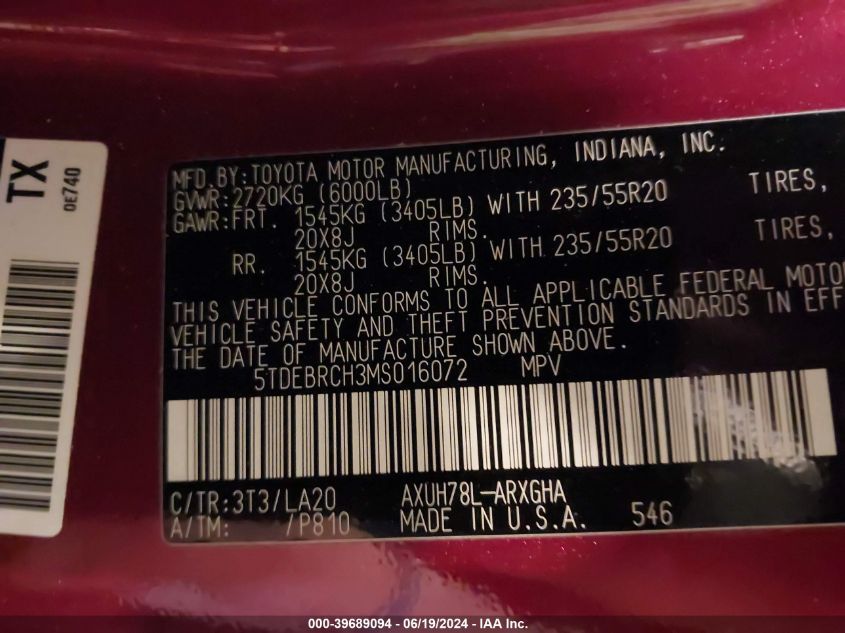 TX
0E740
MFD.BY:TOYOTA MOTOR MANUFACTURING, INDIANA, INC.
GVWR:2720KG (6000LB)
GAWR:FRT. 1545KG (3405LB) WITH 235/55R20 TIRES,
20X8J RIMS.
RR. 1545KG (3405LB) WITH 235/55R20 TIRES,
20X8J RIMS.
THIS VEHICLE CONFORMS TO ALL APPLICABLE FEDERAL MOTO
VEHICLE SAFETY AND THEFT PREVENTION STANDARDS IN EFF
THE DATE OF MANUFACTURE SHOWN ABOVE.
5TDEBRCH3MS016072 MPV
C/TR:3T3/LA20 AXUH78L-ARXGHA
A/TM: /P810 MADE IN U.S.A. 546
000-39689094 - 06/19/2024 - IAA Inc.